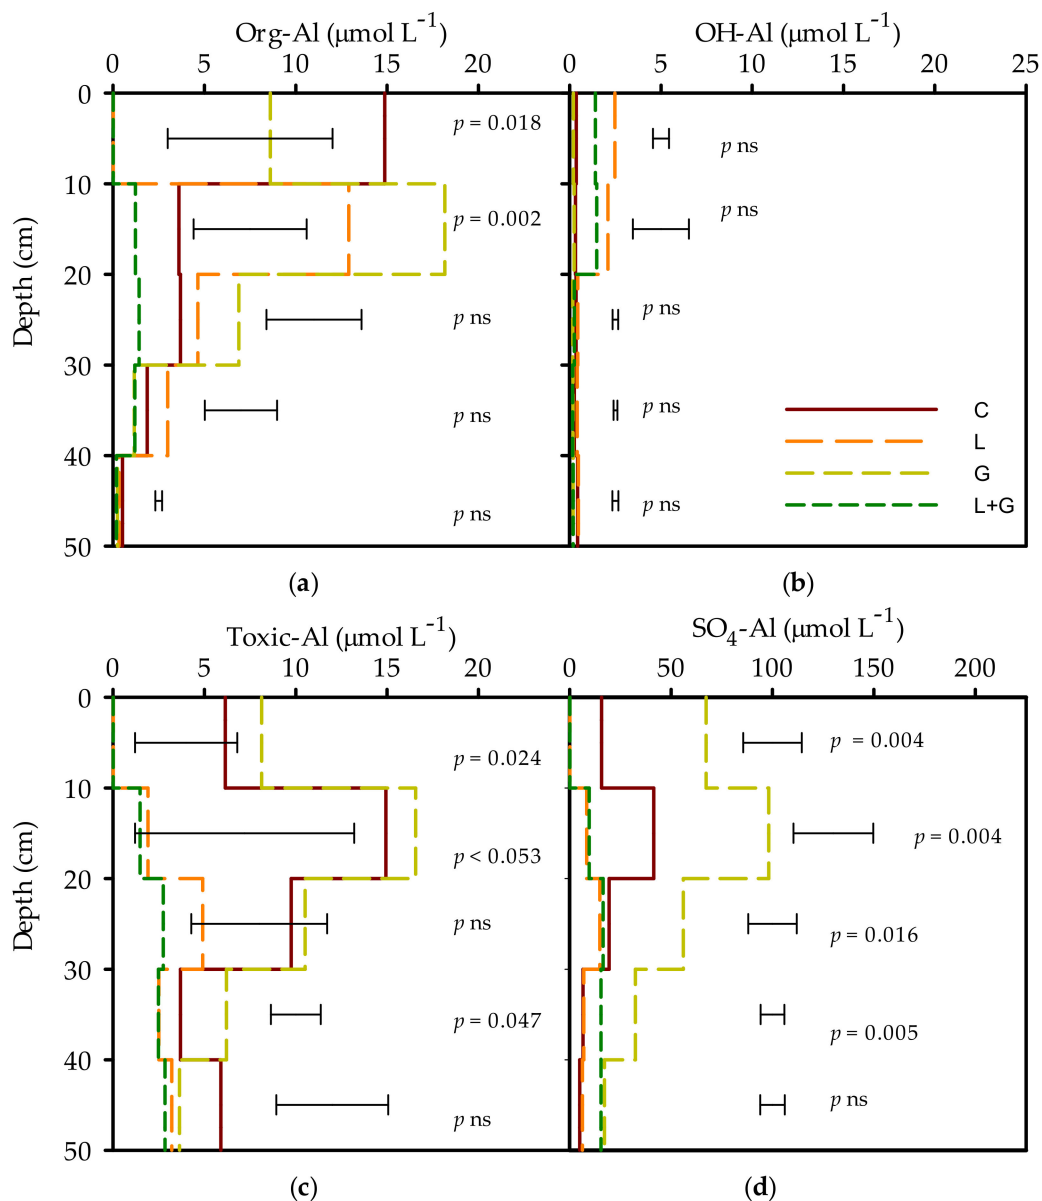 Org-Al (μmol L⁻¹)
OH-Al (μmol L⁻¹)
0 5 10 15 20
0 5 10 15 20 25
Depth (cm)
0
10
20
30
40
50
p = 0.018
p = 0.002
p ns
p ns
p ns
p ns
p ns
p ns
p ns
p ns
C
L
G
L+G
(a)
(b)
Toxic-Al (μmol L⁻¹)
SO₄-Al (μmol L⁻¹)
0 5 10 15 20
0 50 100 150 200
Depth (cm)
0
10
20
30
40
50
p = 0.024
p < 0.053
p ns
p = 0.047
p ns
p = 0.004
p = 0.004
p = 0.016
p = 0.005
p ns
(c)
(d)